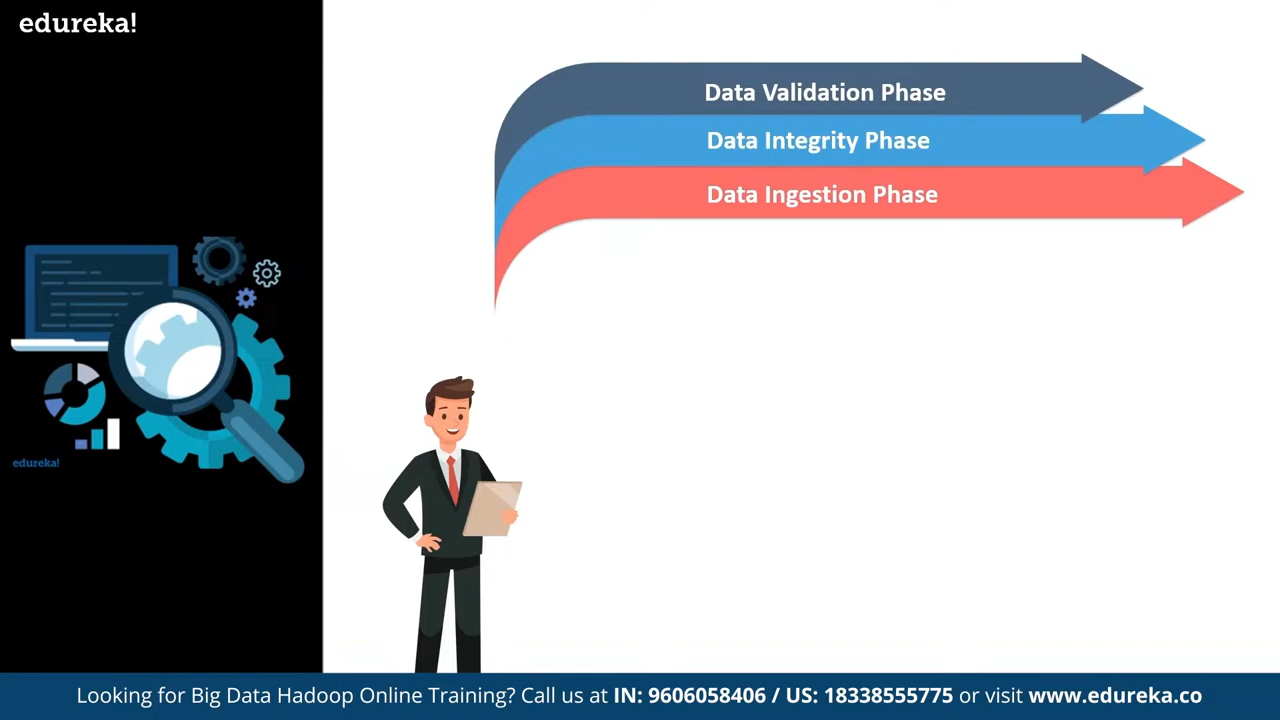 edureka!
Data Validation Phase
Data Integrity Phase
Data Ingestion Phase
edureka!
Looking for Big Data Hadoop Online Training? Call us at IN: 9606058406 / US: 18338555775 or visit www.edureka.co